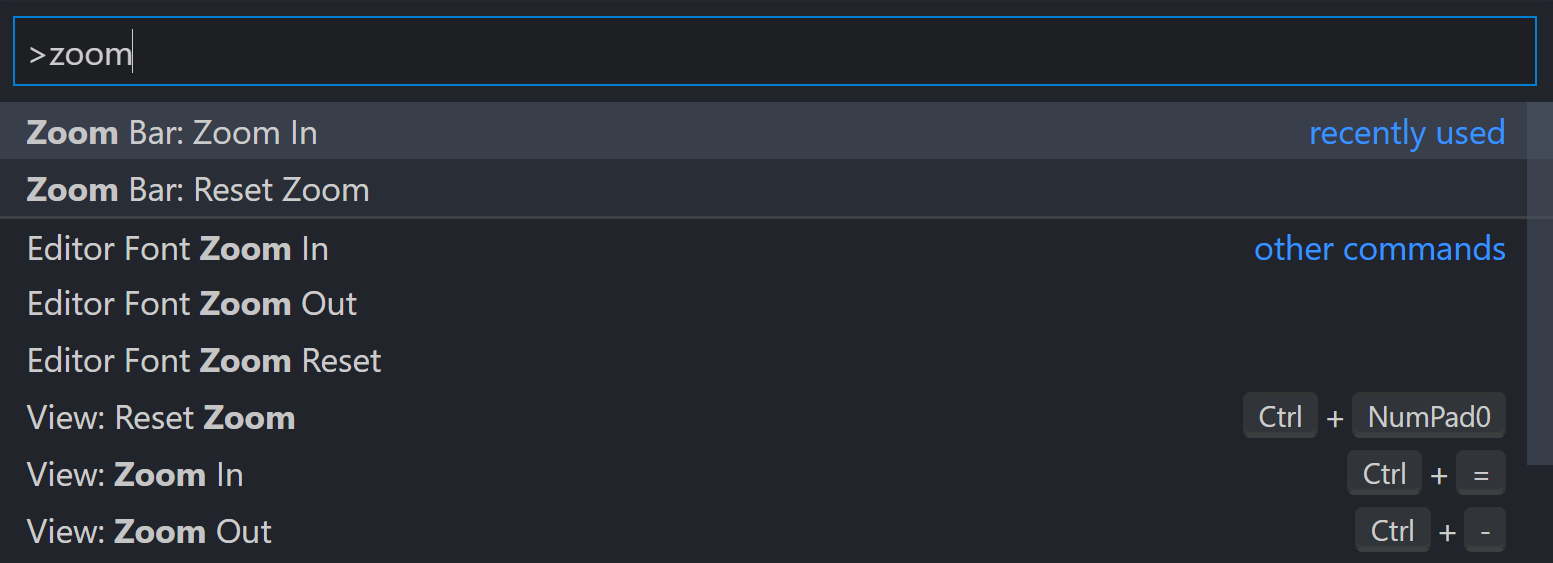 >zoom
Zoom Bar: Zoom In recently used
Zoom Bar: Reset Zoom
Editor Font Zoom In other commands
Editor Font Zoom Out
Editor Font Zoom Reset
View: Reset Zoom Ctrl + NumPad0
View: Zoom In Ctrl + =
View: Zoom Out Ctrl + -